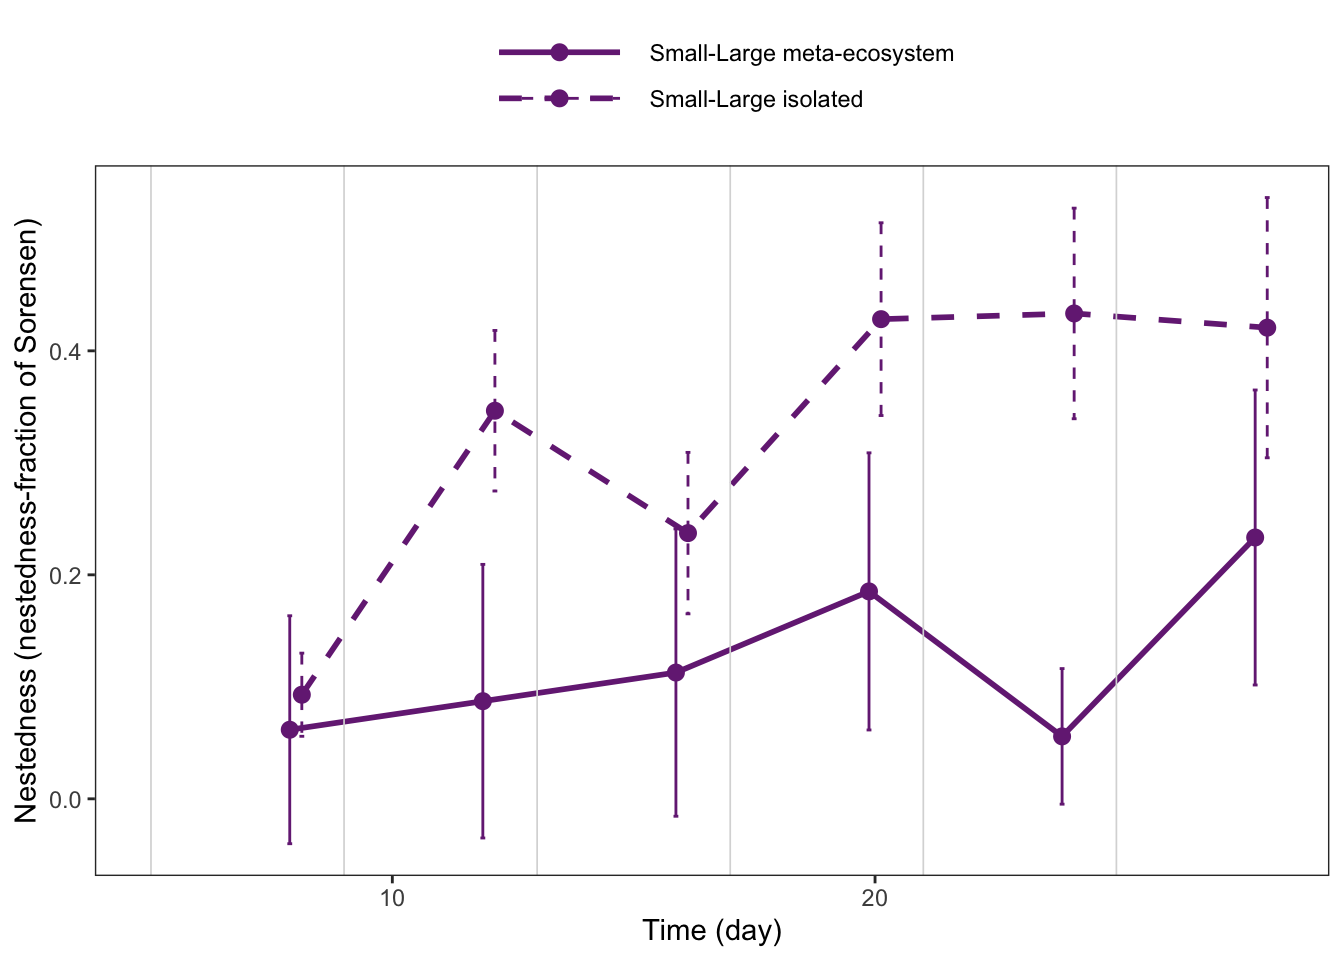 Small-Large meta-ecosystem
Small-Large isolated
Nestedness (nestedness-fraction of Sorensen)
0.4
0.2
0.0
10
20
Time (day)